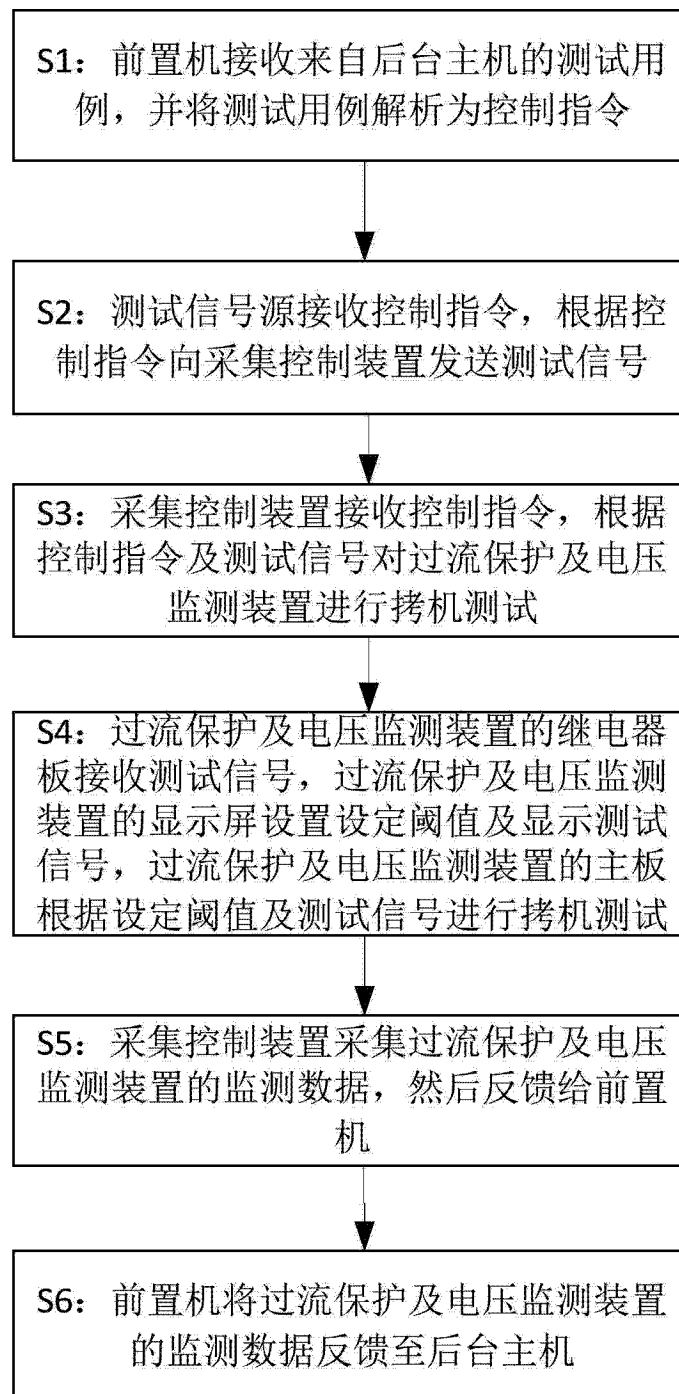 S1：前置机接收来自后台主机的测试用
例，并将测试用例解析为控制指令
S2：测试信号源接收控制指令，根据控
制指令向采集控制装置发送测试信号
S3：采集控制装置接收控制指令，根据
控制指令及测试信号对过流保护及电压
监测装置进行拷机测试
S4：过流保护及电压监测装置的继电器
板接收测试信号，过流保护及电压监测
装置的显示屏设置设定阈值及显示测试
信号，过流保护及电压监测装置的主板
根据设定阈值及测试信号进行拷机测试
S5：采集控制装置采集过流保护及电压
监测装置的监测数据，然后反馈给前置
机
S6：前置机将过流保护及电压监测装置
的监测数据反馈至后台主机